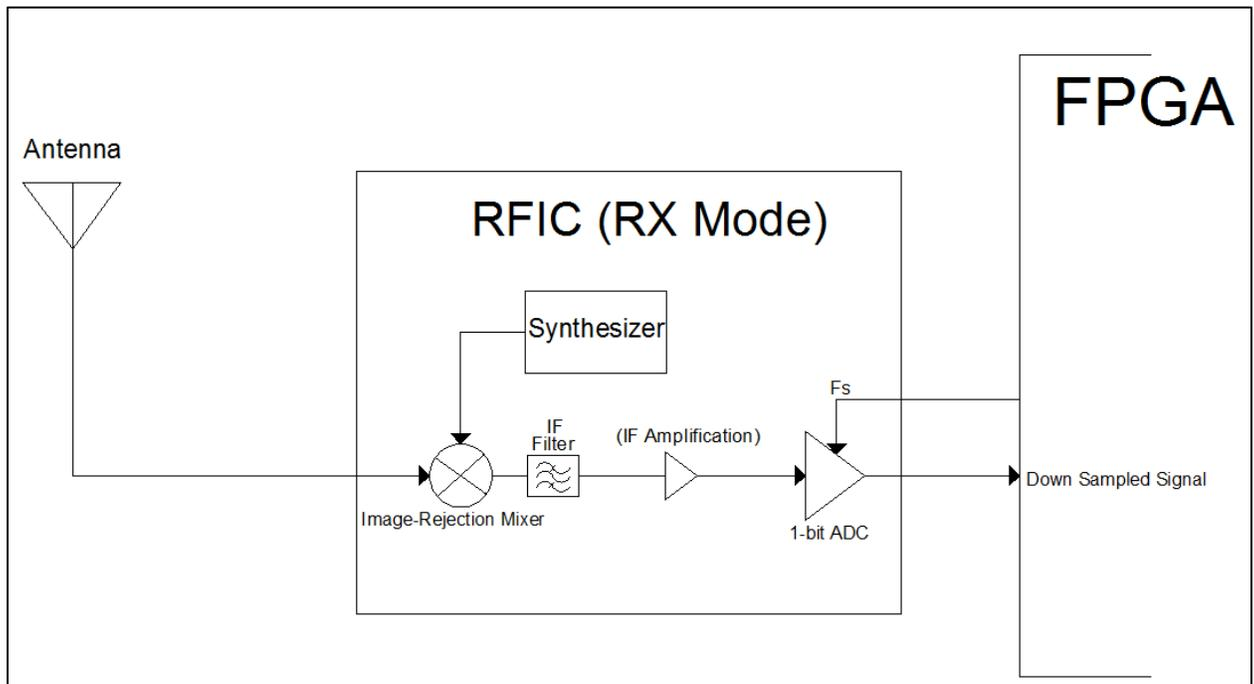 FPGA
Antenna
RFIC (RX Mode)
Synthesizer
Fs
IF
Filter
(IF Amplification)
Down Sampled Signal
Image-Rejection Mixer
1-bit ADC